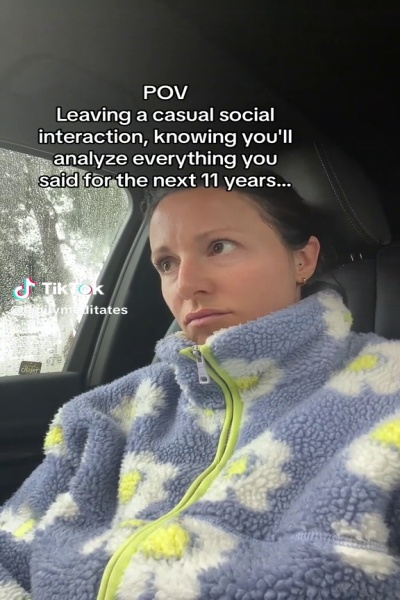 POV
Leaving a casual social
interaction, knowing you'll
analyze everything you
said for the next 11 years...
TikTok